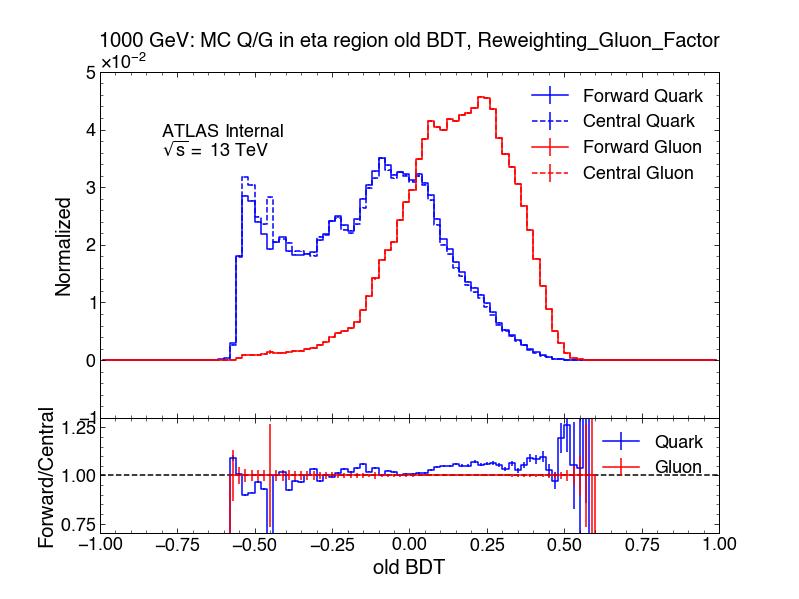 1000 GeV: MC Q/G in eta region old BDT, Reweighting_Gluon_Factor
×10⁻²
5
4
3
2
1
0
−1
Normalized
ATLAS Internal
√s = 13 TeV
Forward Quark
Central Quark
Forward Gluon
Central Gluon
1.25
1.00
0.75
Forward/Central
Quark
Gluon
−1.00 −0.75 −0.50 −0.25 0.00 0.25 0.50 0.75 1.00
old BDT